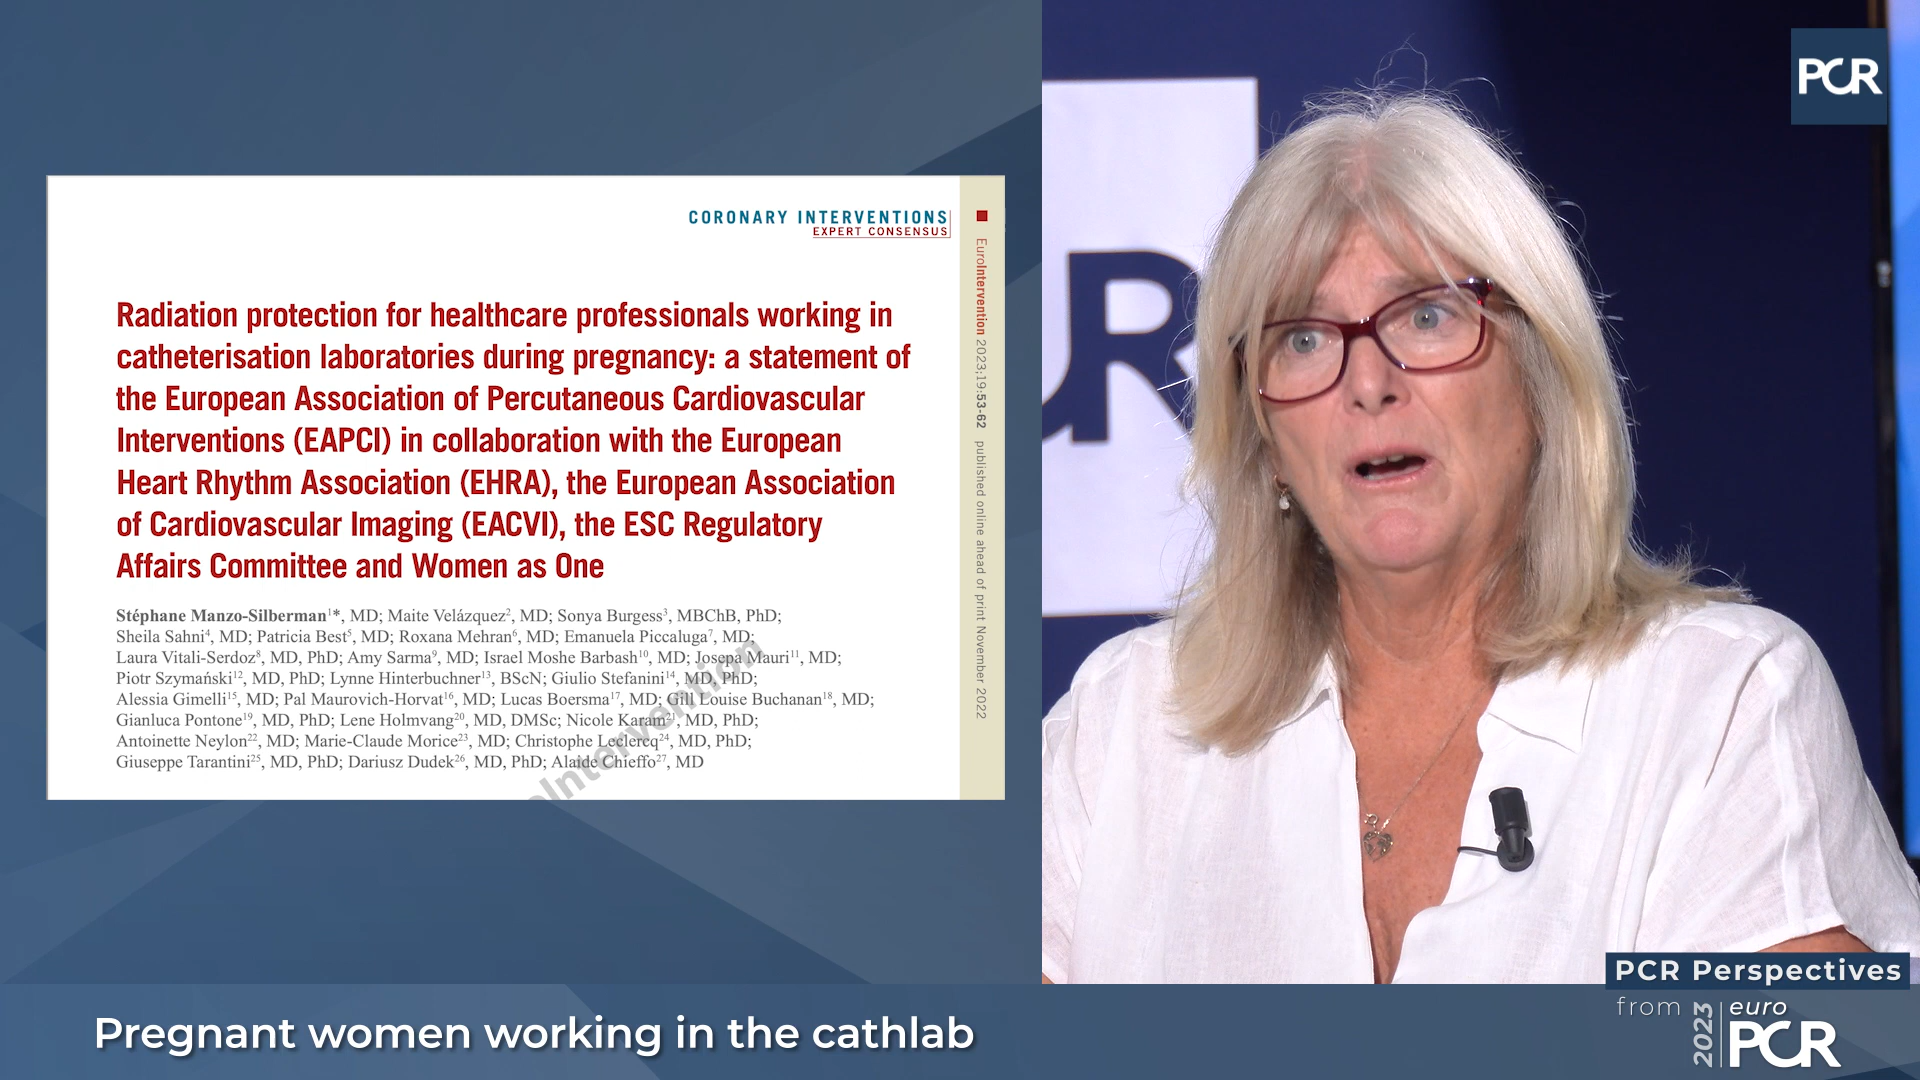 CORONARY INTERVENTIONS
EXPERT CONSENSUS
Radiation protection for healthcare professionals working in
catheterisation laboratories during pregnancy: a statement of
the European Association of Percutaneous Cardiovascular
Interventions (EAPCI) in collaboration with the European
Heart Rhythm Association (EHRA), the European Association
of Cardiovascular Imaging (EACVI), the ESC Regulatory
Affairs Committee and Women as One
Stéphane Manzo-Silberman¹*, MD; Maite Velázquez², MD; Sonya Burgess³, MBChB, PhD;
Sheila Sahni⁴, MD; Patricia Best⁵, MD; Roxana Mehran⁶, MD; Emanuela Piccaluga⁷, MD;
Laura Vitali-Serdoz⁸, MD, PhD; Amy Sarma⁹, MD; Israel Moshe Barbash¹⁰, MD; Josepa Mauri¹¹, MD;
Piotr Szymański¹², MD, PhD; Lynne Hinterbuchner¹³, BScN; Giulio Stefanini¹⁴, MD, PhD;
Alessia Gimelli¹⁵, MD; Pal Maurovich-Horvat¹⁶, MD; Lucas Boersma¹⁷, MD; Gill Louise Buchanan¹⁸, MD;
Gianluca Pontone¹⁹, MD, PhD; Lene Holmvang²⁰, MD, DMSc; Nicole Karam²¹, MD, PhD;
Antoinette Neylon²², MD; Marie-Claude Morice²³, MD; Christophe Leclercq²⁴, MD, PhD;
Giuseppe Tarantini²⁵, MD, PhD; Dariusz Dudek²⁶, MD, PhD; Alaide Chieffo²⁷, MD
EuroIntervention 2023;19:53-62 published online ahead of print November 2022
oIntervention
PCR
R
PCR Perspectives
from 2023 euro
PCR
Pregnant women working in the cathlab